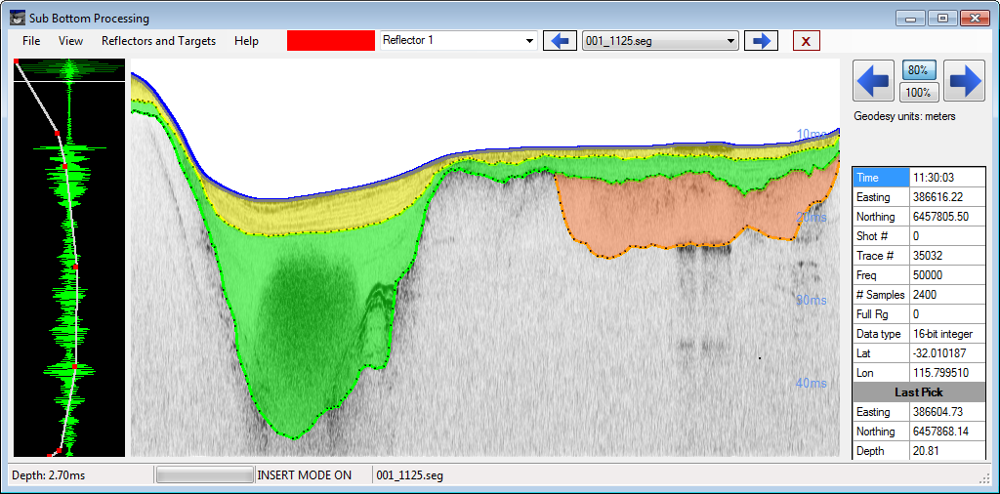 Sub Bottom Processing
File View Reflectors and Targets Help Reflector 1 001_1125.seg X
80%
100%
Geodesy units: meters
10ms
20ms
30ms
40ms
Time 11:30:03
Easting 386616.22
Northing 6457805.50
Shot # 0
Trace # 35032
Freq 50000
# Samples 2400
Full Rg 0
Data type 16-bit integer
Lat -32.010187
Lon 115.799510
Last Pick
Easting 386604.73
Northing 6457868.14
Depth 20.81
Depth: 2.70ms INSERT MODE ON 001_1125.seg